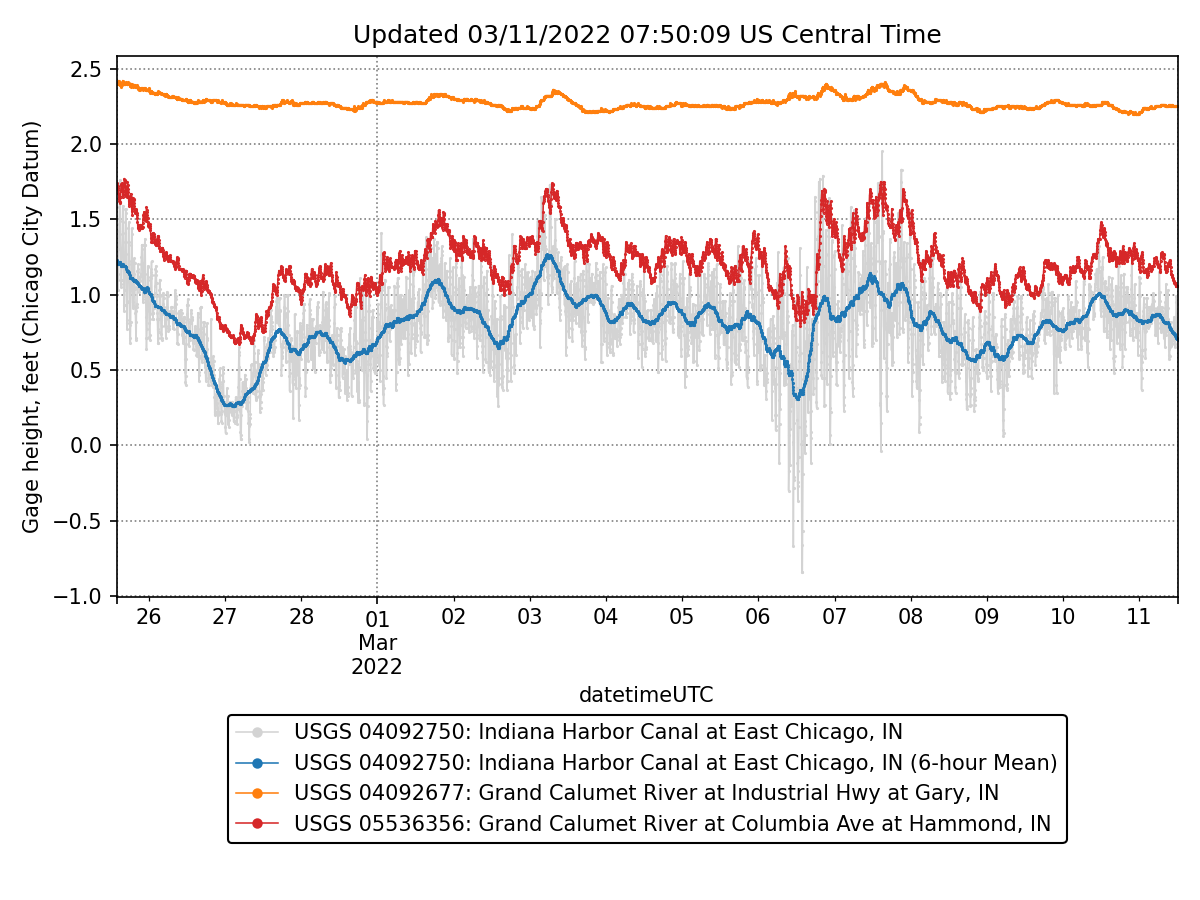 Updated 03/11/2022 07:50:09 US Central Time
Gage height, feet (Chicago City Datum)
2.5
2.0
1.5
1.0
0.5
0.0
−0.5
−1.0
26 27 28 01 02 03 04 05 06 07 08 09 10 11
Mar
2022
datetimeUTC
USGS 04092750: Indiana Harbor Canal at East Chicago, IN
USGS 04092750: Indiana Harbor Canal at East Chicago, IN (6-hour Mean)
USGS 04092677: Grand Calumet River at Industrial Hwy at Gary, IN
USGS 05536356: Grand Calumet River at Columbia Ave at Hammond, IN